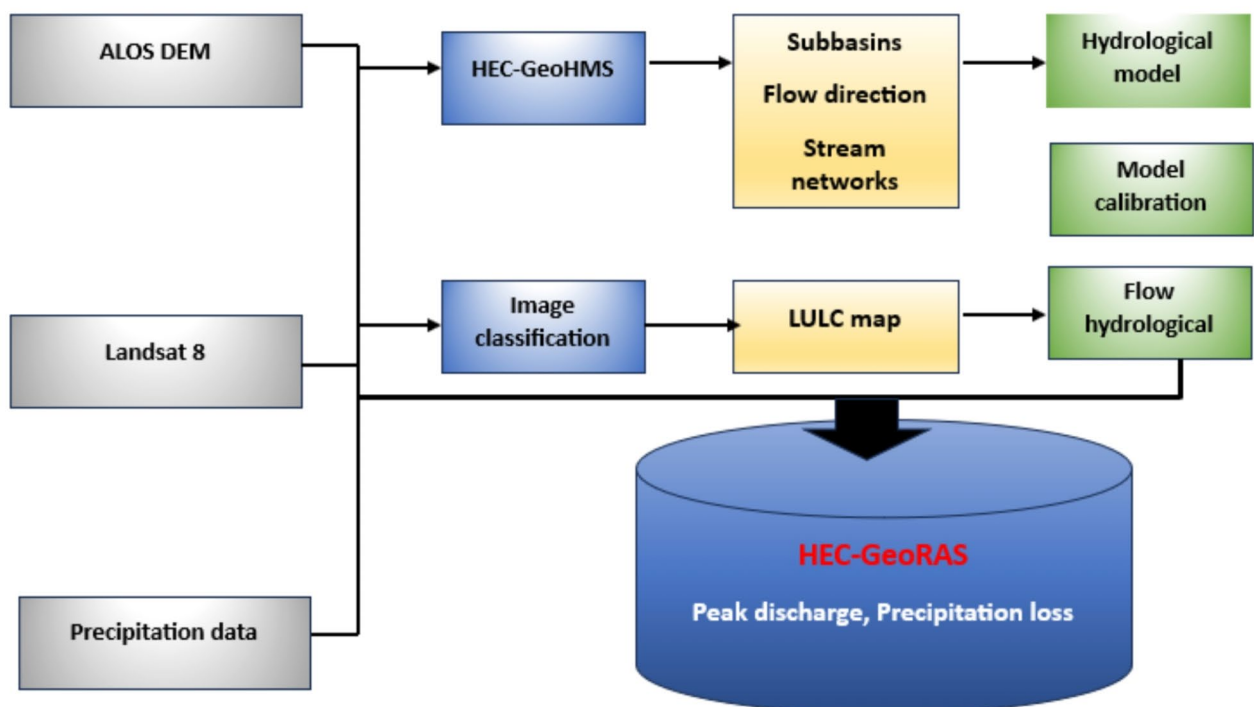 ALOS DEM
HEC-GeoHMS
Subbasins
Flow direction
Stream
networks
Hydrological
model
Model
calibration
Landsat 8
Image
classification
LULC map
Flow
hydrological
Precipitation data
HEC-GeoRAS
Peak discharge, Precipitation loss